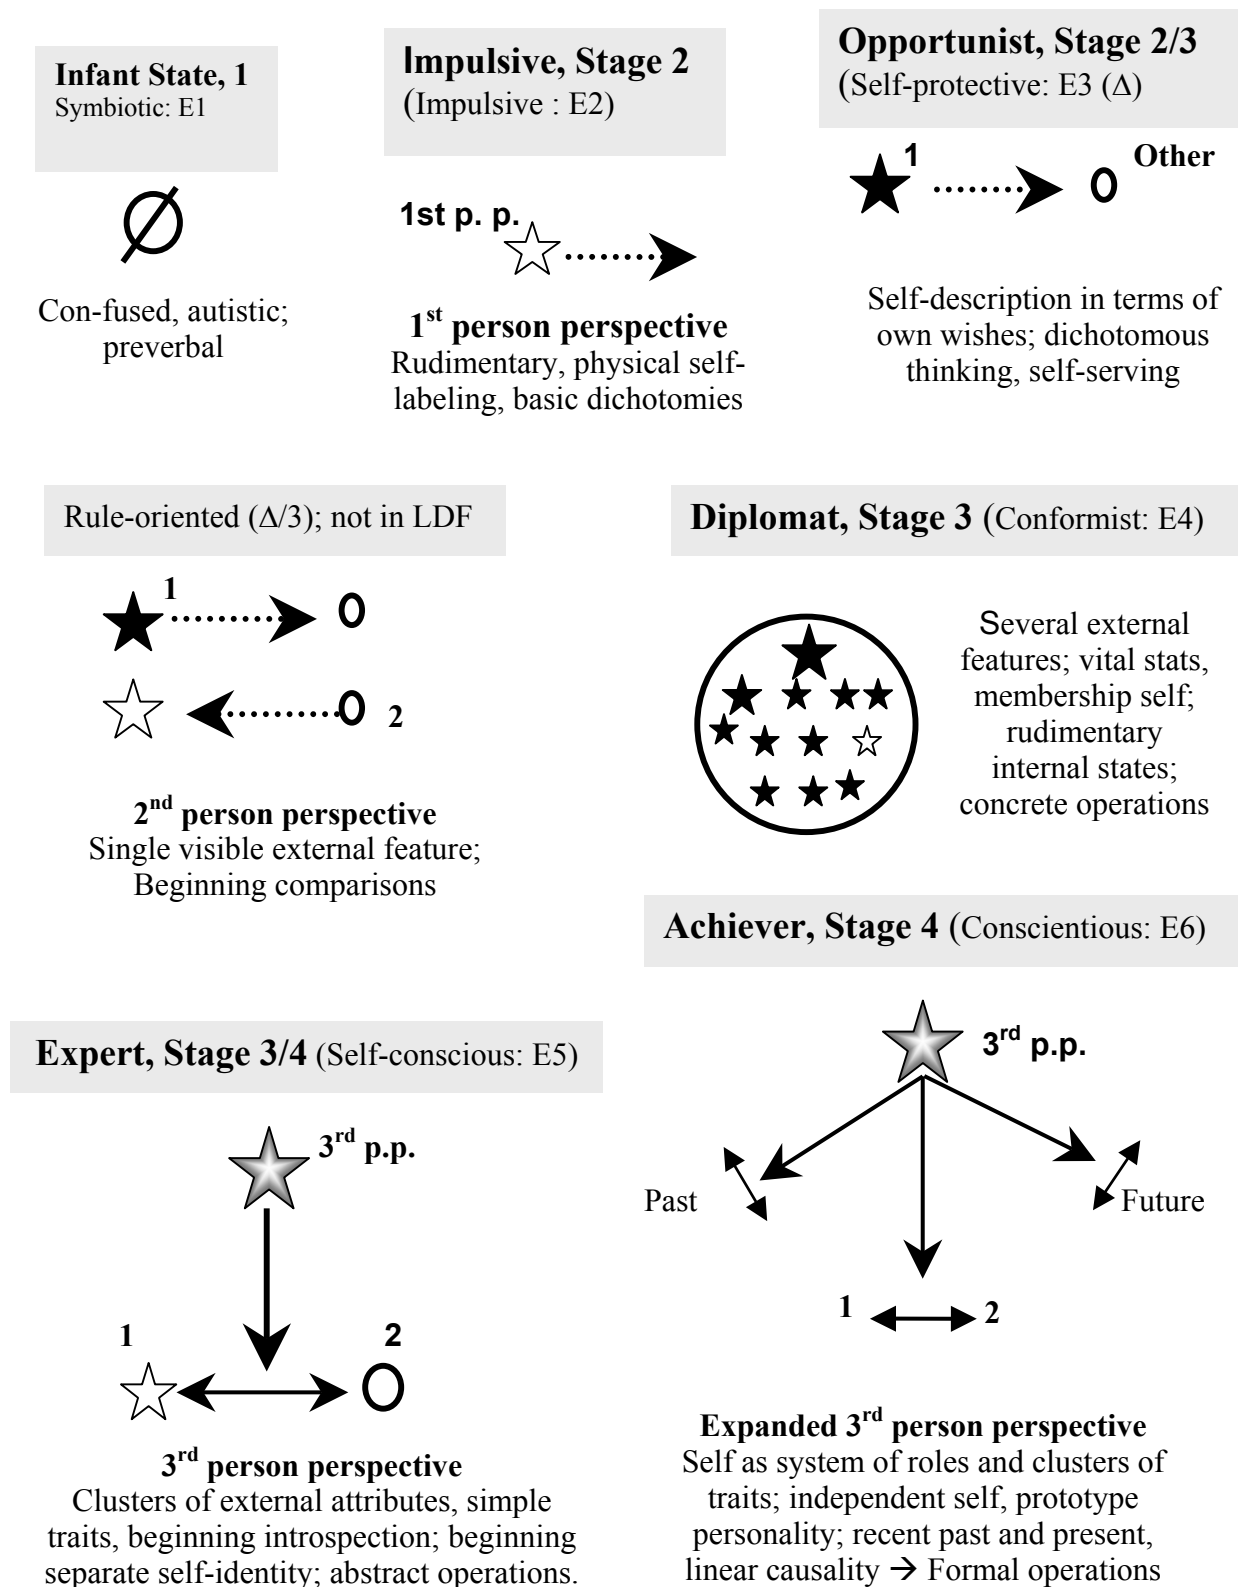 Infant State, 1
Symbiotic: E1
Con-fused, autistic;
preverbal
Impulsive, Stage 2
(Impulsive : E2)
1st p. p.
1st person perspective
Rudimentary, physical self-
labeling, basic dichotomies
Opportunist, Stage 2/3
(Self-protective: E3 (Δ)
1
Other
Self-description in terms of
own wishes; dichotomous
thinking, self-serving
Rule-oriented (Δ/3); not in LDF
1
2
2nd person perspective
Single visible external feature;
Beginning comparisons
Diplomat, Stage 3 (Conformist: E4)
Several external
features; vital stats,
membership self;
rudimentary
internal states;
concrete operations
Expert, Stage 3/4 (Self-conscious: E5)
3rd p.p.
1
2
3rd person perspective
Clusters of external attributes, simple
traits, beginning introspection; beginning
separate self-identity; abstract operations.
Achiever, Stage 4 (Conscientious: E6)
3rd p.p.
Past
Future
1
2
Expanded 3rd person perspective
Self as system of roles and clusters of
traits; independent self, prototype
personality; recent past and present,
linear causality → Formal operations